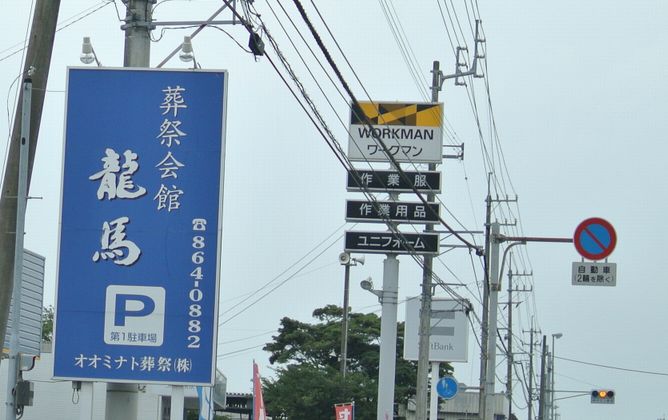 葬祭会館
龍馬
☎864-0882
P
第1駐車場
オオミナト葬祭(株)
WORKMAN
ワークマン
作業服
作業用品
ユニフォーム
自動車
(2輪を除く)